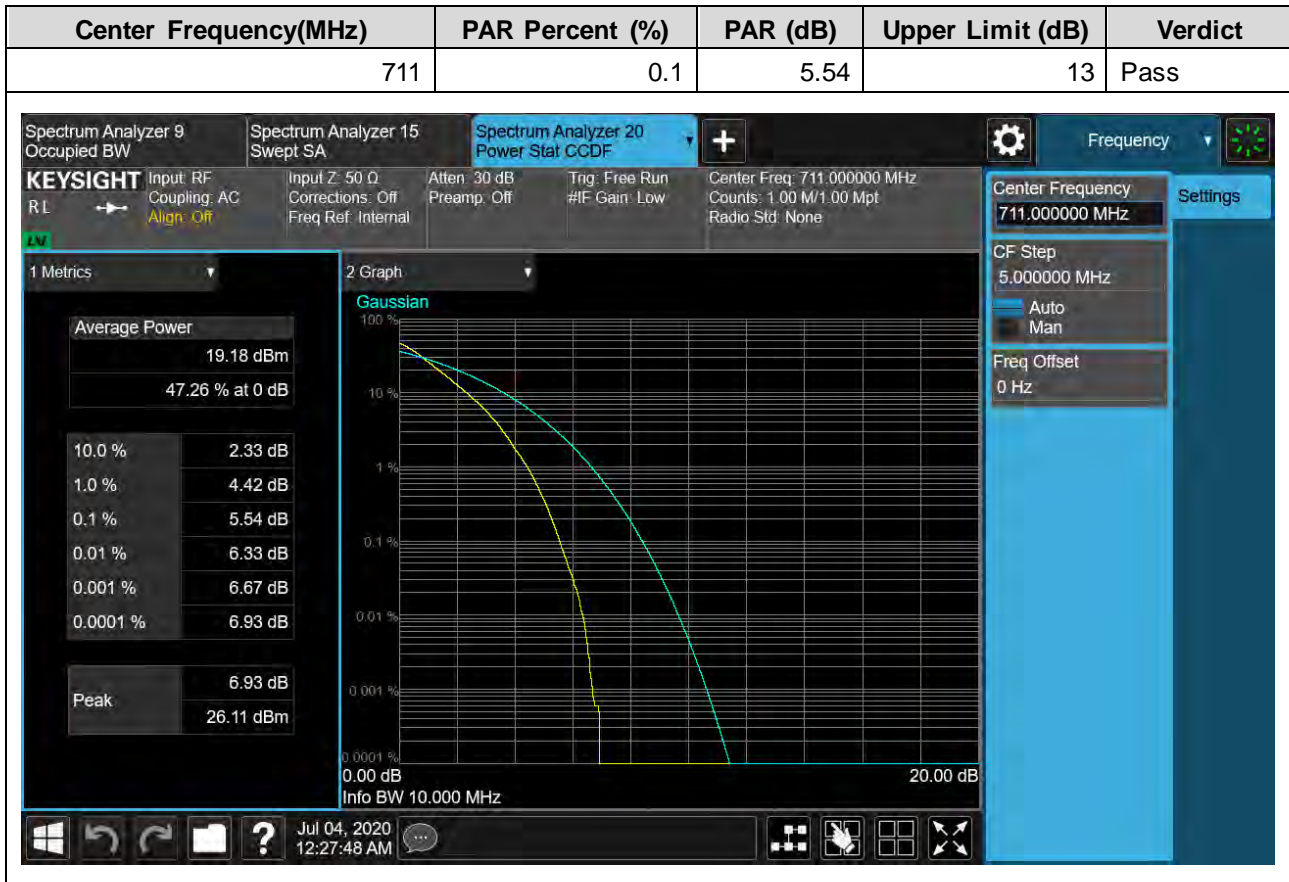 Center Frequency(MHz) PAR Percent (%) PAR (dB) Upper Limit (dB) Verdict
711 0.1 5.54 13 Pass
Spectrum Analyzer 9 Spectrum Analyzer 15 Spectrum Analyzer 20 Frequency
Occupied BW Swept SA Power Stat CCDF
KEYSIGHT Input: RF Input Z: 50 Ω Atten: 30 dB Trig: Free Run Center Freq: 711.000000 MHz
RL Coupling: AC Corrections: Off Preamp: Off #IF Gain: Low Counts: 1.00 M/1.00 Mpt
Align: Off Freq Ref: Internal Radio Std: None
LNI
Center Frequency Settings
711.000000 MHz
CF Step
5.000000 MHz
Auto
Man
Freq Offset
0 Hz
1 Metrics
Average Power
19.18 dBm
47.26 % at 0 dB
10.0 % 2.33 dB
1.0 % 4.42 dB
0.1 % 5.54 dB
0.01 % 6.33 dB
0.001 % 6.67 dB
0.0001 % 6.93 dB
Peak 6.93 dB
26.11 dBm
2 Graph
Gaussian
100 %
10 %
1 %
0.1 %
0.01 %
0.001 %
0.0001 %
0.00 dB 20.00 dB
Info BW 10.000 MHz
? Jul 04, 2020
12:27:48 AM